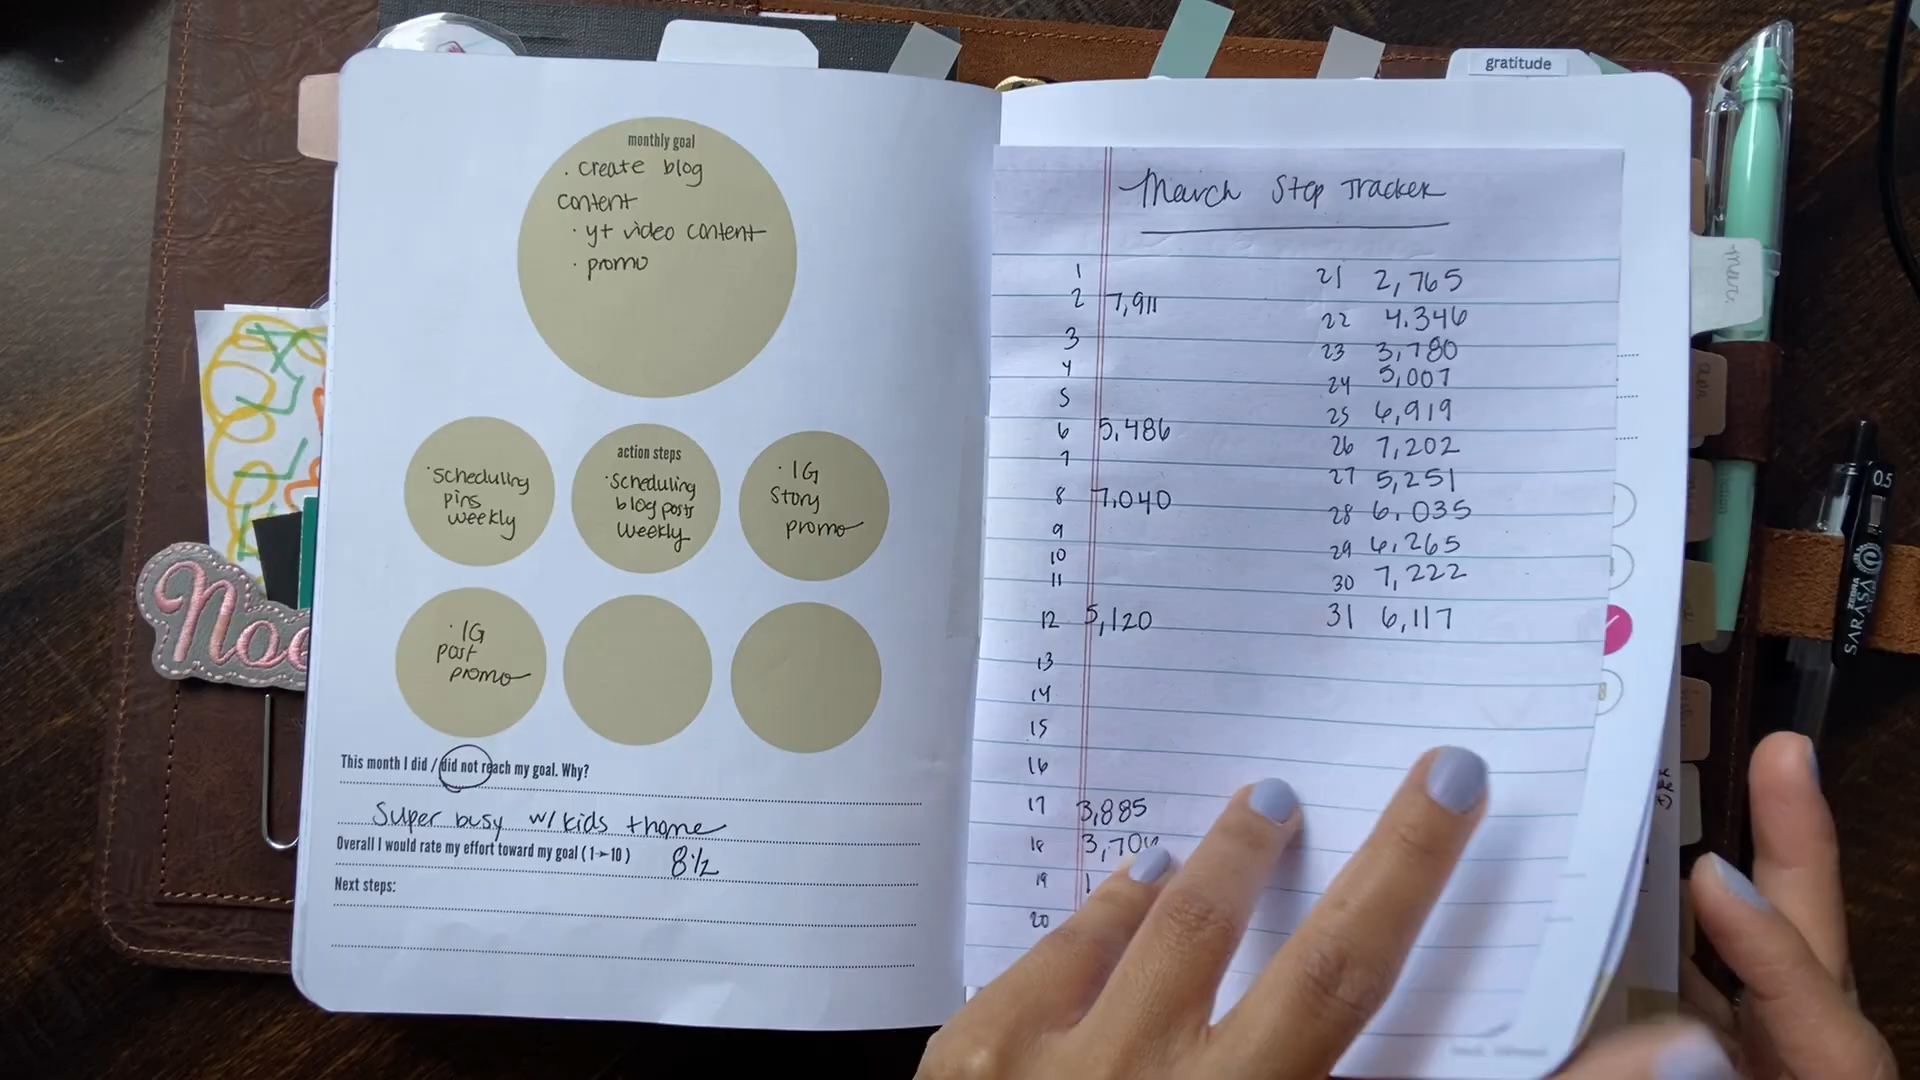 gratitude
monthly goal
· create blog
content
· yt video content
· promo
action steps
· Scheduling
pins
weekly
· Scheduling
blog posts
weekly
· IG
Story
promo
· IG
post
promo
This month I did / did not reach my goal. Why?
Super busy w/ kids + home
Overall I would rate my effort toward my goal (1➝10) 8 1/2
Next steps:
March Step Tracker
1
2 7,911
3
4
5
6 5,486
7
8 7,040
9
10
11
12 5,120
13
14
15
16
17 3,885
18
19
20
21 2,765
22 4,346
23 3,780
24 5,007
25 6,919
26 7,202
27 5,251
28 6,035
29 6,265
30 7,222
31 6,117
Noe
mar.
apr
0.5
ZEBRA
SARASA